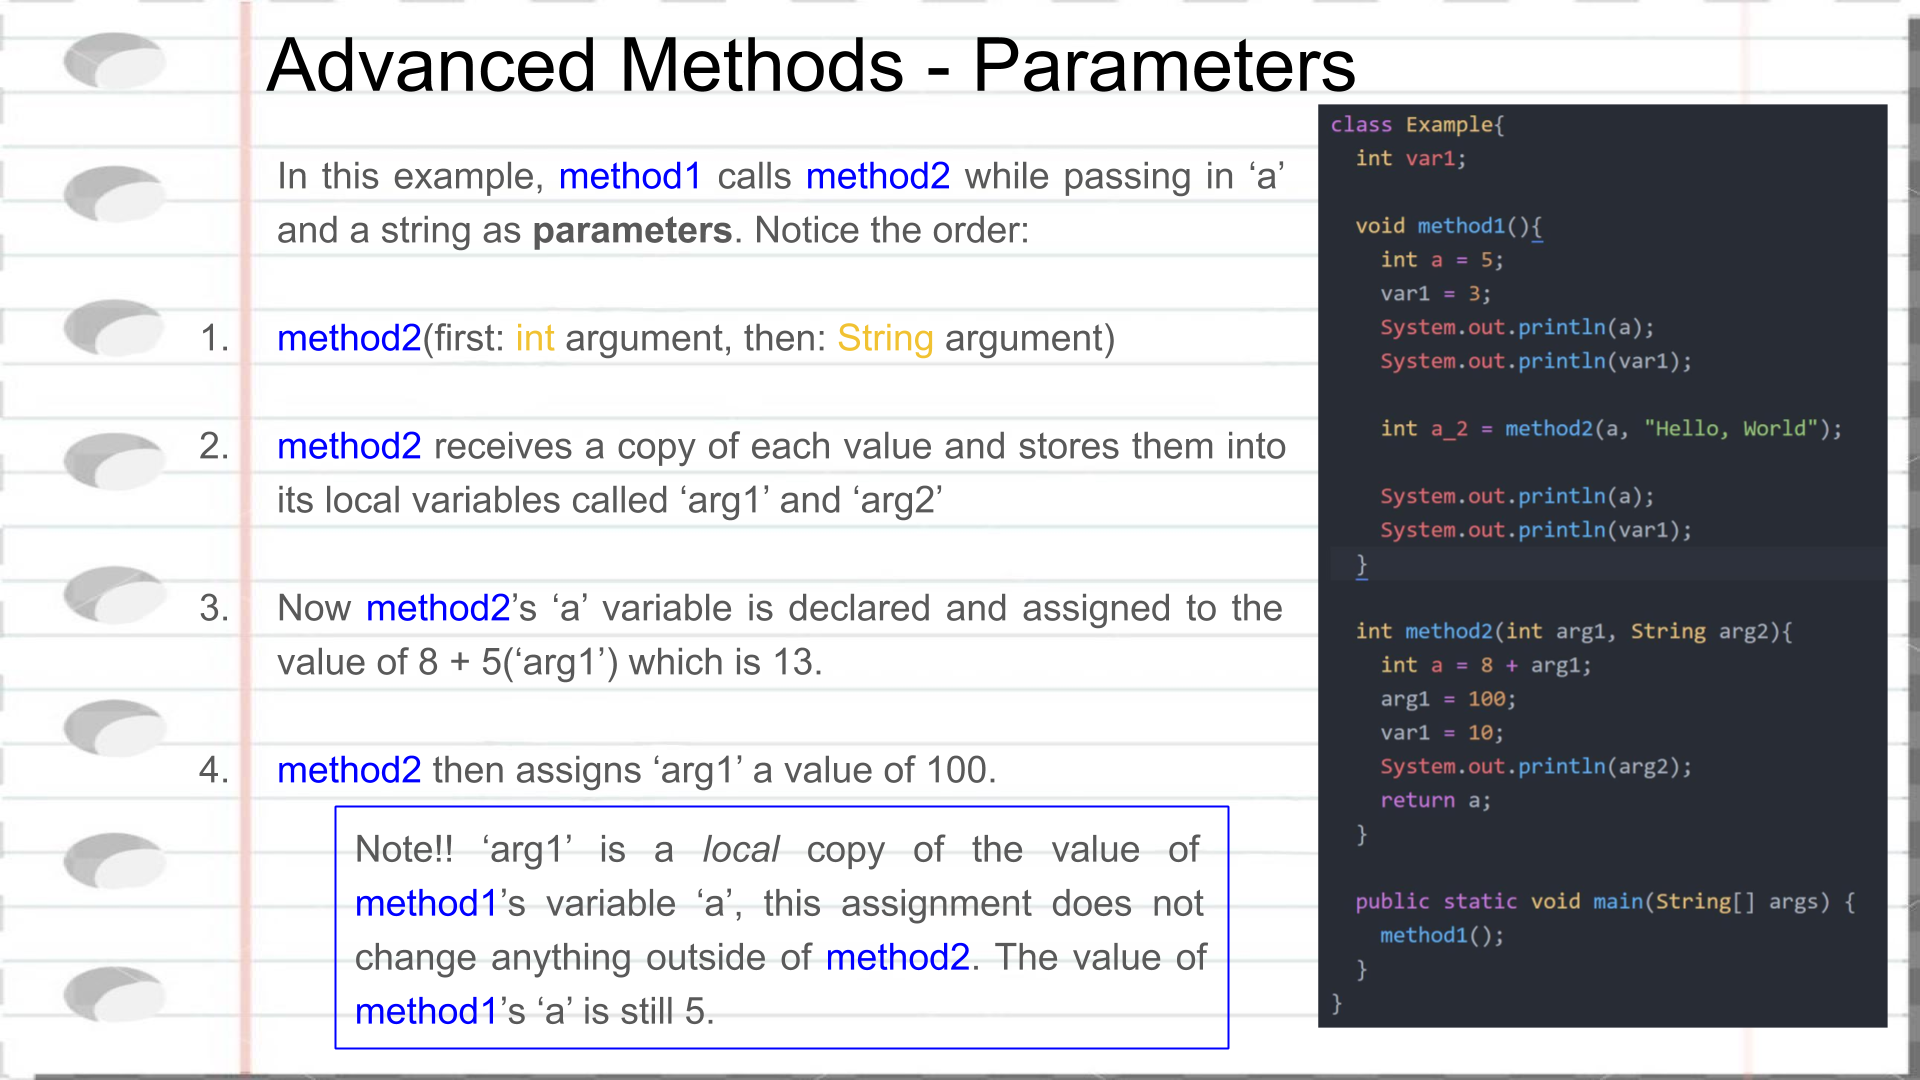 Advanced Methods - Parameters
In this example, method1 calls method2 while passing in ‘a’
and a string as parameters. Notice the order:
1. method2(first: int argument, then: String argument)
2. method2 receives a copy of each value and stores them into
its local variables called ‘arg1’ and ‘arg2’
3. Now method2’s ‘a’ variable is declared and assigned to the
value of 8 + 5(‘arg1’) which is 13.
4. method2 then assigns ‘arg1’ a value of 100.
Note!! ‘arg1’ is a local copy of the value of
method1’s variable ‘a’, this assignment does not
change anything outside of method2. The value of
method1’s ‘a’ is still 5.
class Example{
int var1;
void method1(){
int a = 5;
var1 = 3;
System.out.println(a);
System.out.println(var1);
int a_2 = method2(a, "Hello, World");
System.out.println(a);
System.out.println(var1);
}
int method2(int arg1, String arg2){
int a = 8 + arg1;
arg1 = 100;
var1 = 10;
System.out.println(arg2);
return a;
}
public static void main(String[] args) {
method1();
}
}